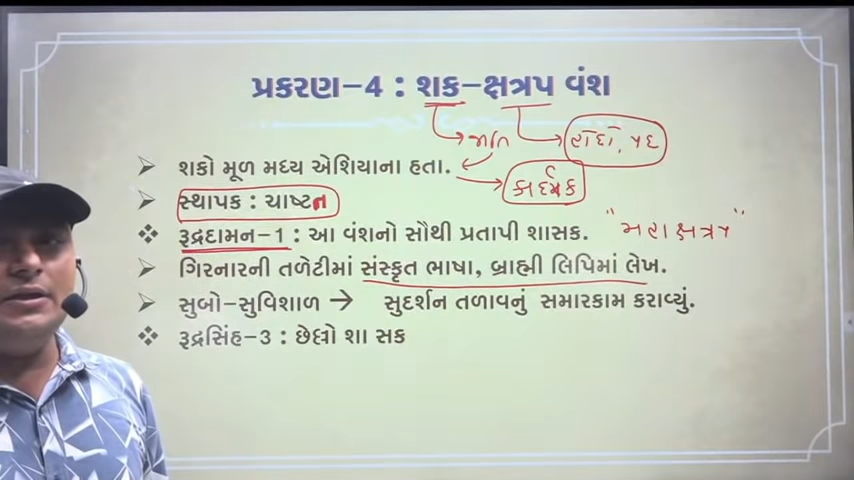 પ્રકરણ-4 : શક-ક્ષત્રપ વંશ
જાતિ
હોદ્દો, પદ
શકો મૂળ મધ્ય એશિયાના હતા.
કાર્દમક
સ્થાપક : ચાષ્ટન
રૂદ્રદામન-1 : આ વંશનો સૌથી પ્રતાપી શાસક. "મહાક્ષત્રપ"
ગિરનારની તળેટીમાં સંસ્કૃત ભાષા, બ્રાહ્મી લિપિમાં લેખ.
સુબો-સુવિશાળ → સુદર્શન તળાવનું સમારકામ કરાવ્યું.
રૂદ્રસિંહ-3 : છેલ્લો શા સક